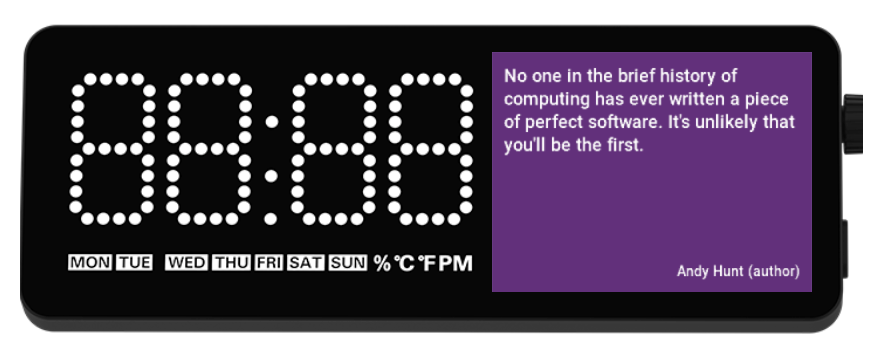 88:88
MON TUE WED THU FRI SAT SUN % °C °F PM
No one in the brief history of
computing has ever written a piece
of perfect software. It's unlikely that
you'll be the first.
Andy Hunt (author)